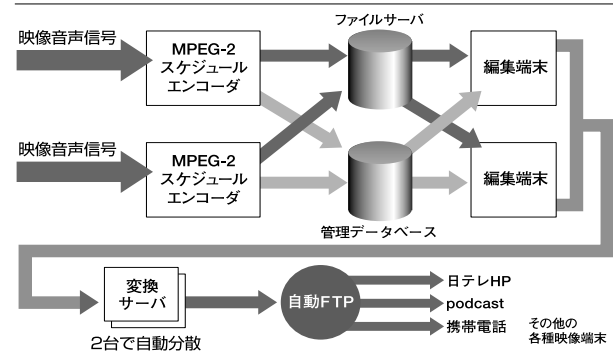 ファイルサーバ
映像音声信号
MPEG-2
スケジュール
エンコーダ
編集端末
映像音声信号
MPEG-2
スケジュール
エンコーダ
編集端末
管理データベース
変換
サーバ
2台で自動分散
自動FTP
日テレHP
podcast
携帯電話
その他の
各種映像端末